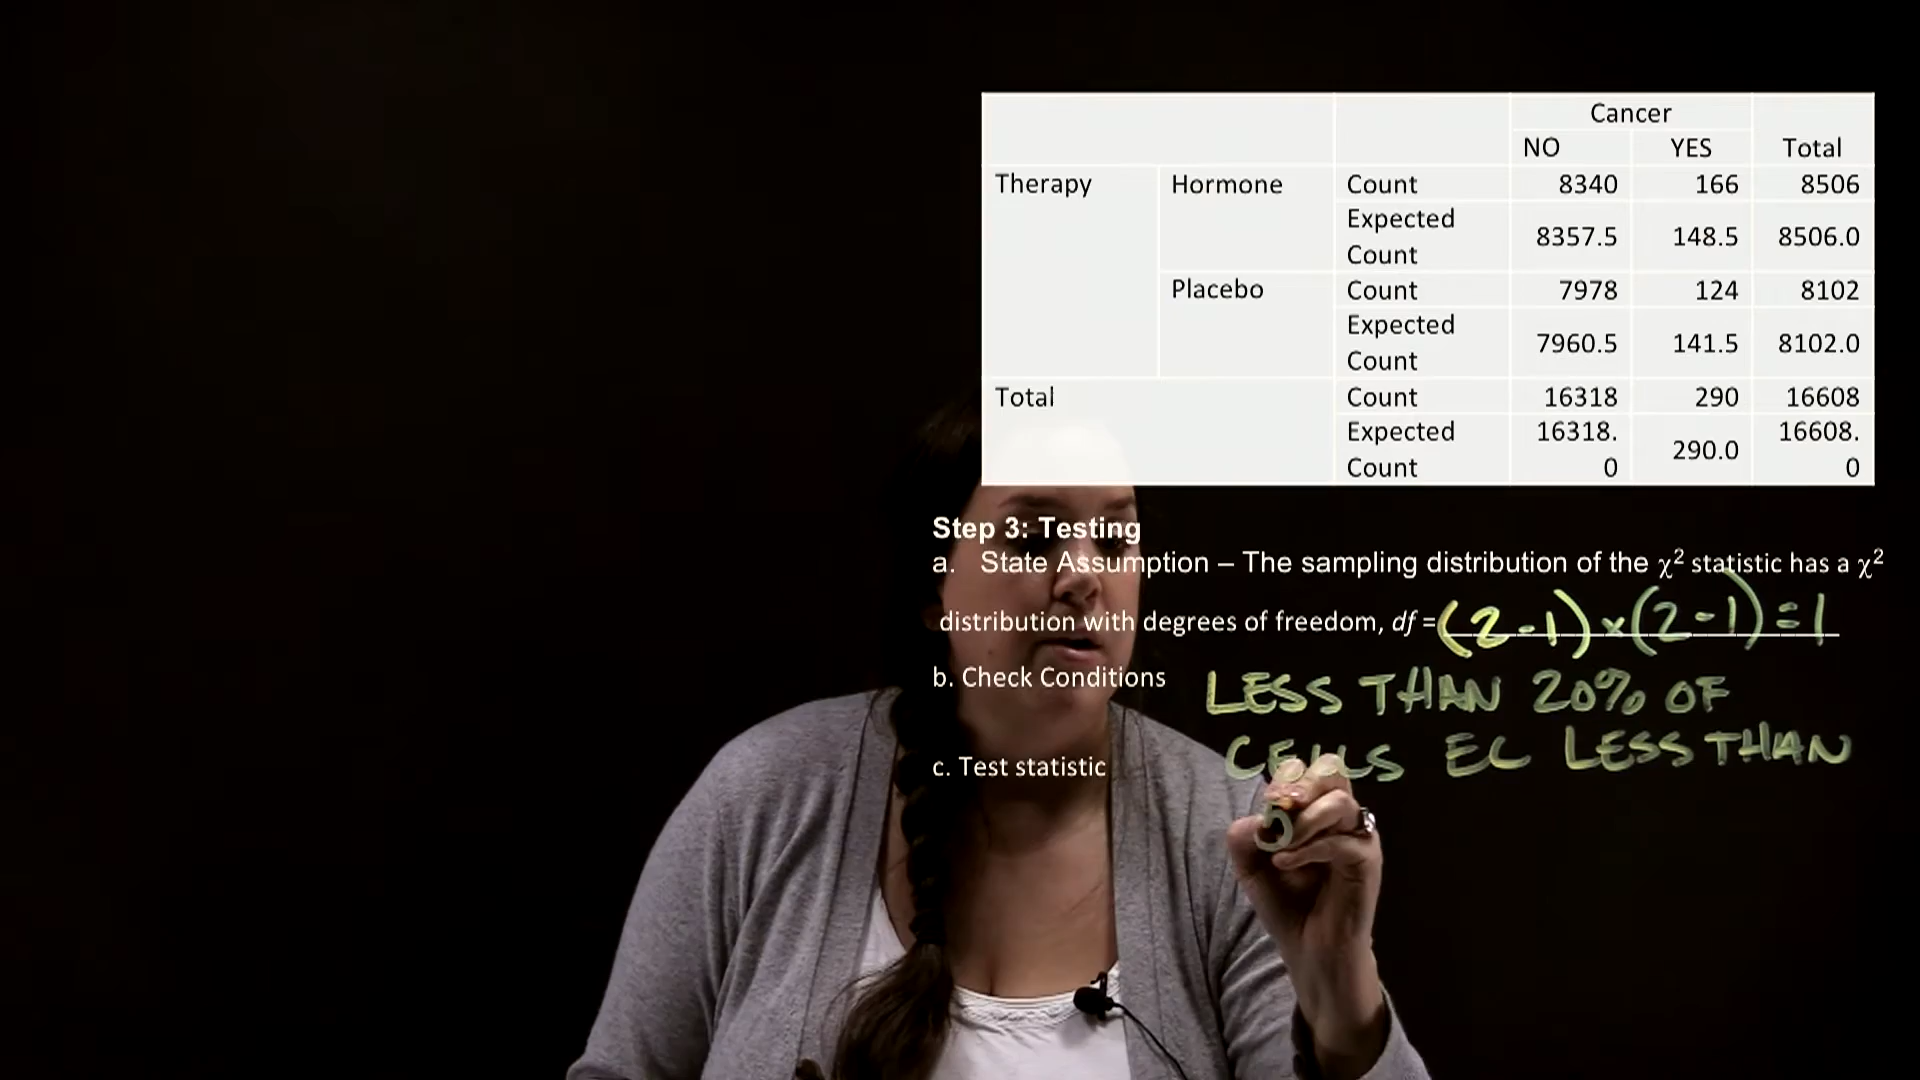 Cancer
NO YES Total
Therapy Hormone Count 8340 166 8506
Expected Count 8357.5 148.5 8506.0
Placebo Count 7978 124 8102
Expected Count 7960.5 141.5 8102.0
Total Count 16318 290 16608
Expected Count 16318.0 290.0 16608.0
Step 3: Testing
a. State Assumption – The sampling distribution of the χ² statistic has a χ²
distribution with degrees of freedom, df = (2-1)×(2-1)=1
b. Check Conditions LESS THAN 20% OF
CELLS EC LESS THAN
5
c. Test statistic